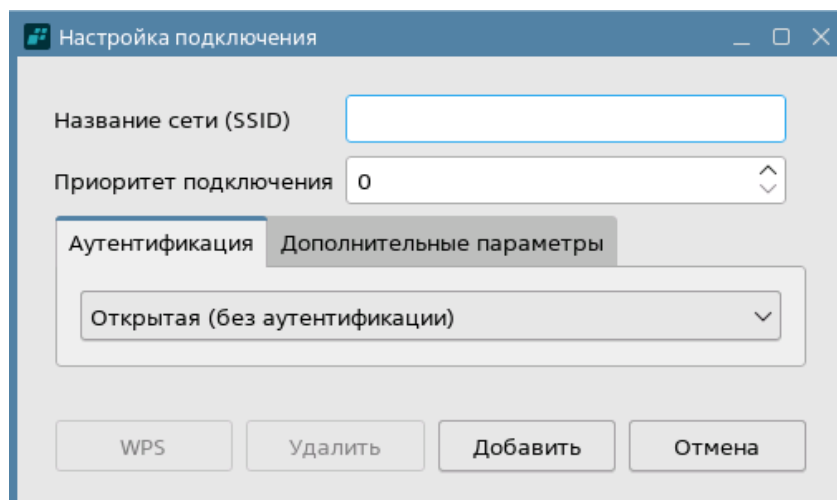 Настройка подключения
Название сети (SSID)
Приоритет подключения 0
Аутентификация Дополнительные параметры
Открытая (без аутентификации)
WPS Удалить Добавить Отмена